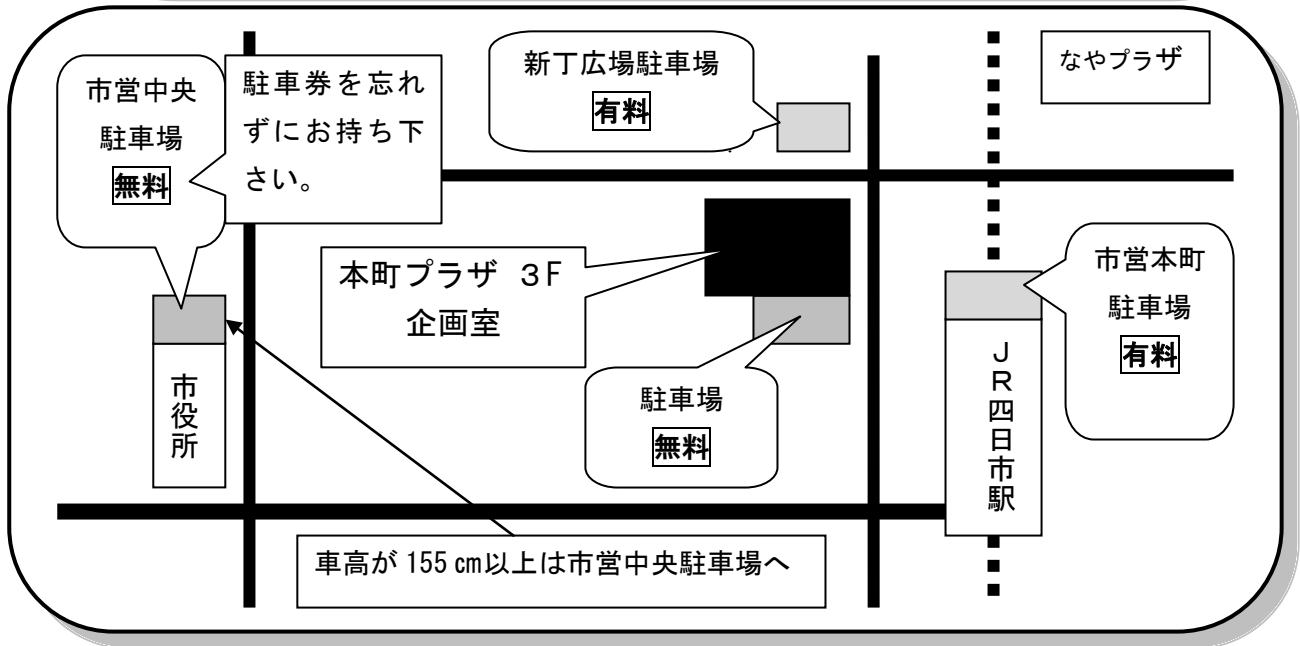 市営中央
駐車場
無料
駐車券を忘れ
ずにお持ち下
さい。
新丁広場駐車場
有料
なやプラザ
本町プラザ 3F
企画室
市営本町
駐車場
有料
駐車場
無料
市役所
JR四日市駅
車高が 155 ㎝以上は市営中央駐車場へ